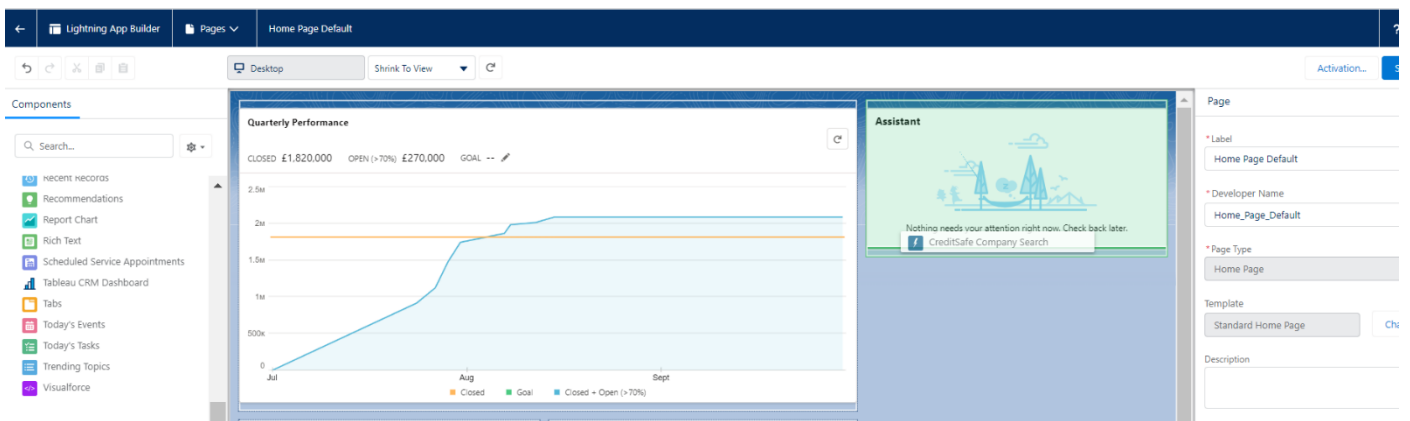 Lightning App Builder
Pages
Home Page Default
?
Desktop
Shrink To View
Activation...
S
Components
Search...
Recent Records
Recommendations
Report Chart
Rich Text
Scheduled Service Appointments
Tableau CRM Dashboard
Tabs
Today's Events
Today's Tasks
Trending Topics
Visualforce
Quarterly Performance
CLOSED £1,820,000 OPEN (>70%) £270,000 GOAL --
2.5M
2M
1.5M
1M
500K
0
Jul Aug Sept
Closed Goal Closed + Open (>70%)
Assistant
Nothing needs your attention right now. Check back later.
CreditSafe Company Search
Page
*Label
Home Page Default
*Developer Name
Home_Page_Default
*Page Type
Home Page
Template
Standard Home Page
Cha
Description